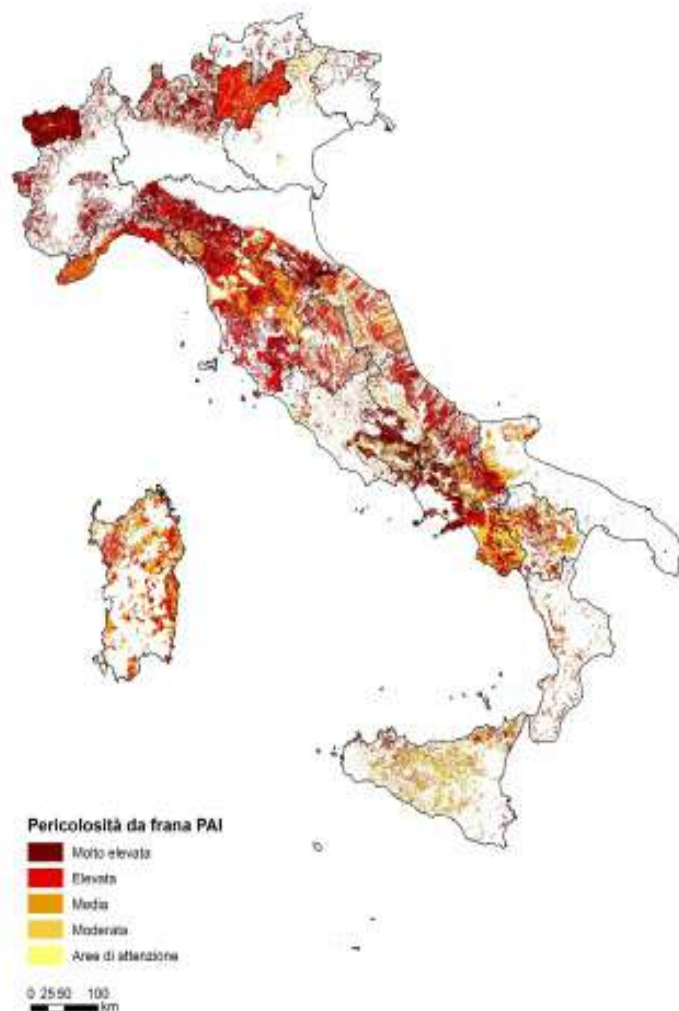 Pericolosità da frana PAI
Molto elevata
Elevata
Media
Moderata
Aree di attenzione
0 25 50 100
km